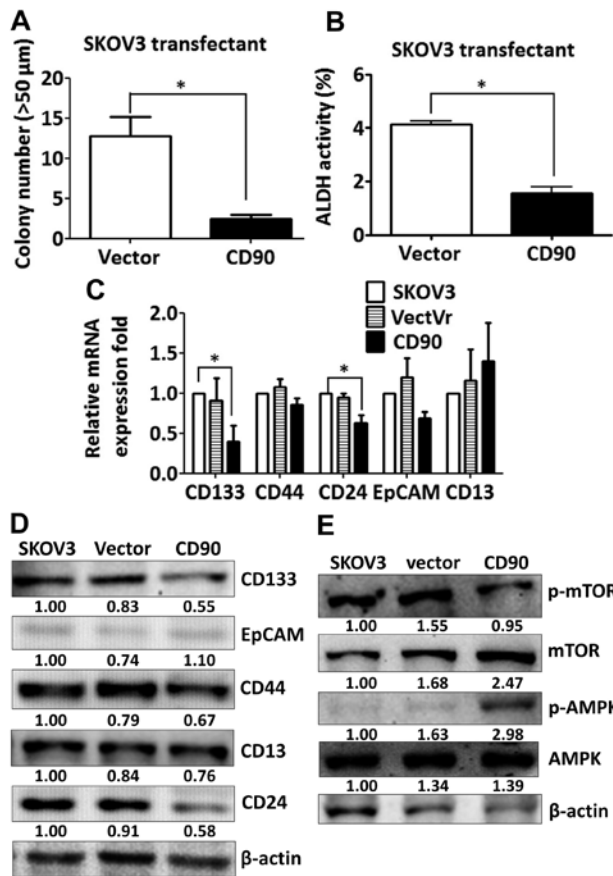 A
SKOV3 transfectant
Colony number (>50 µm)
20
15
10
5
0
*
Vector
CD90
B
SKOV3 transfectant
ALDH activity (%)
6
4
2
0
*
Vector
CD90
C
SKOV3
VectVr
CD90
Relative mRNA
expression fold
2.0
1.5
1.0
0.5
0.0
*
*
CD133
CD44
CD24
EpCAM
CD13
D
SKOV3 Vector CD90
CD133
1.00 0.83 0.55
EpCAM
1.00 0.74 1.10
CD44
1.00 0.79 0.67
CD13
1.00 0.84 0.76
CD24
1.00 0.91 0.58
β-actin
E
SKOV3 vector CD90
p-mTOR
1.00 1.55 0.95
mTOR
1.00 1.68 2.47
p-AMPK
1.00 1.63 2.98
AMPK
1.00 1.34 1.39
β-actin